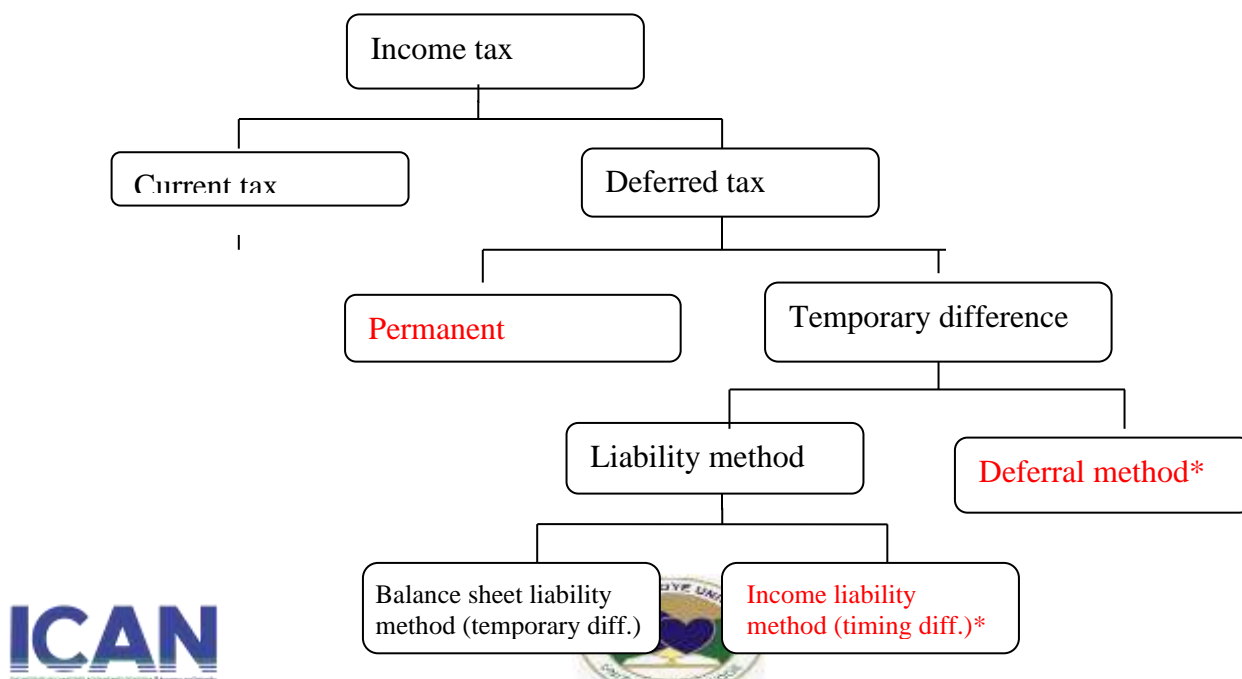 Income tax
Current tax
Deferred tax
Permanent
Temporary difference
Liability method
Deferral method*
Balance sheet liability
method (temporary diff.)
Income liability
method (timing diff.)*
ICAN